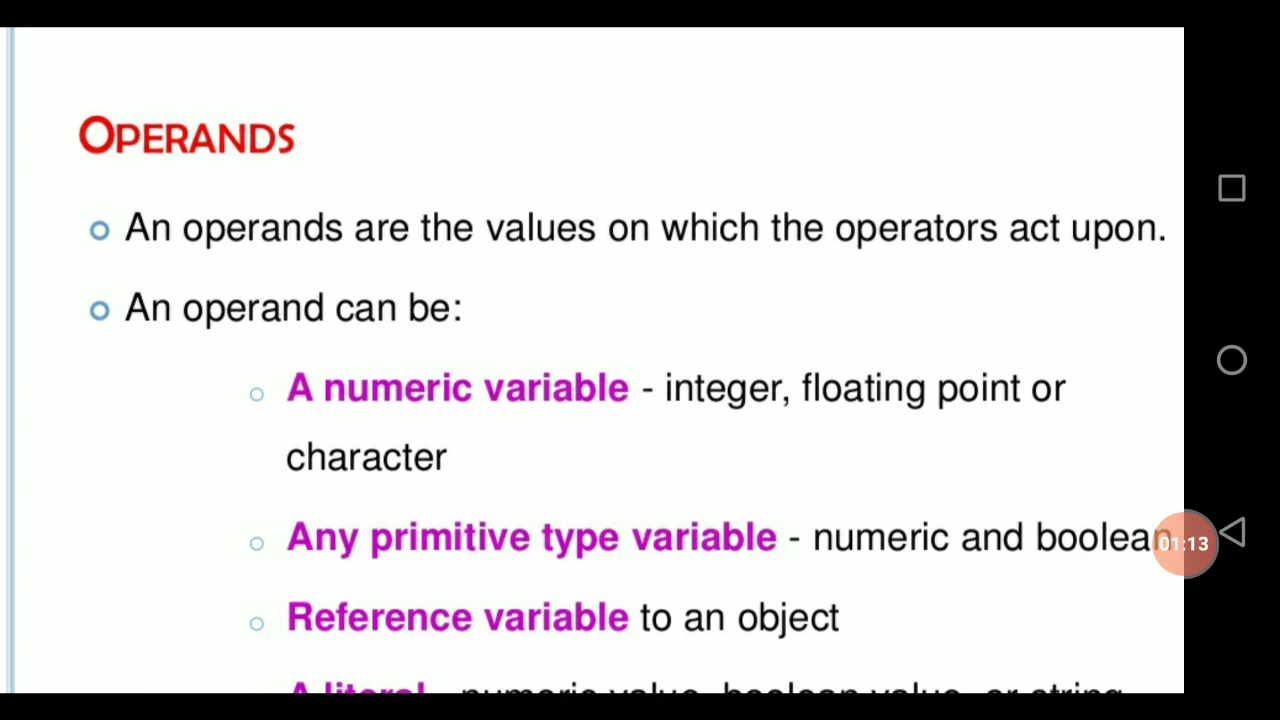 OPERANDS
An operands are the values on which the operators act upon.
An operand can be:
A numeric variable - integer, floating point or
character
Any primitive type variable - numeric and boolean
01:13
Reference variable to an object
A literal - numeric value, boolean value, or string